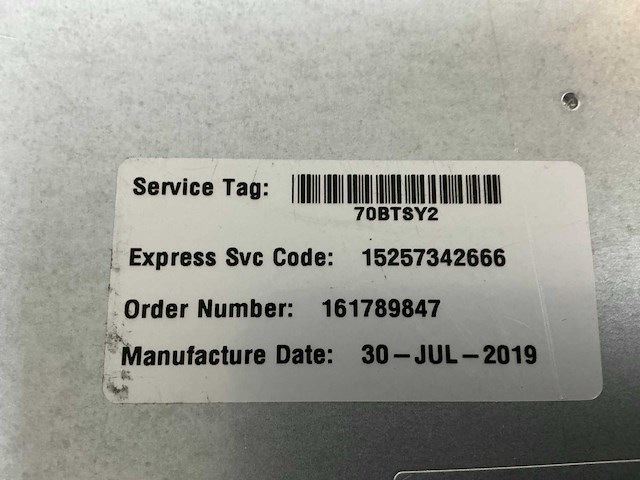 Service Tag:
70BTSY2
Express Svc Code: 15257342666
Order Number: 161789847
Manufacture Date: 30-JUL-2019